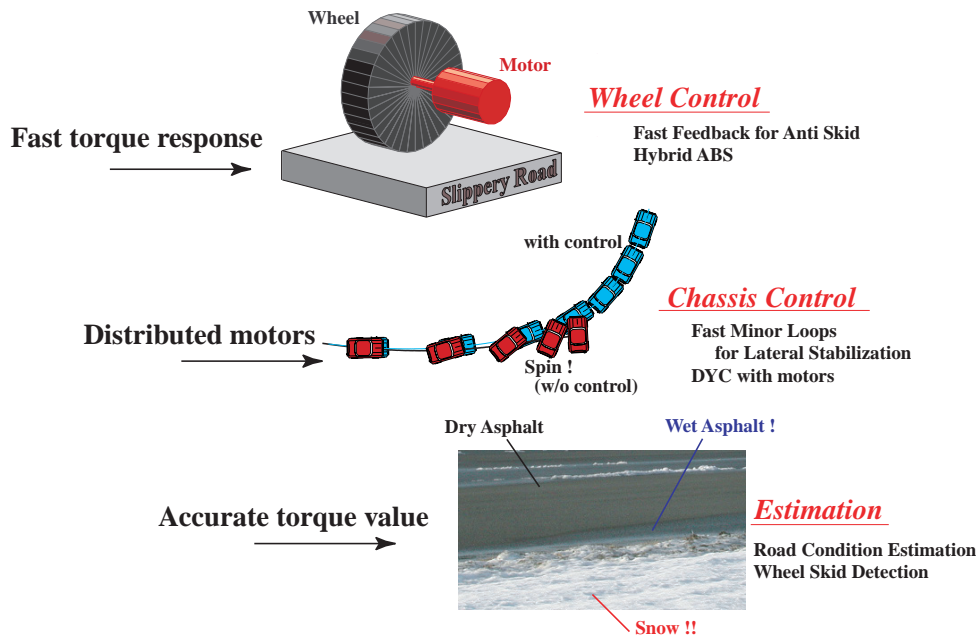 Wheel
Motor
Wheel Control
Fast torque response
Fast Feedback for Anti Skid
Hybrid ABS
Slippery Road
with control
Chassis Control
Distributed motors
Fast Minor Loops
for Lateral Stabilization
DYC with motors
Spin !
(w/o control)
Dry Asphalt
Wet Asphalt !
Accurate torque value
Estimation
Road Condition Estimation
Wheel Skid Detection
Snow !!